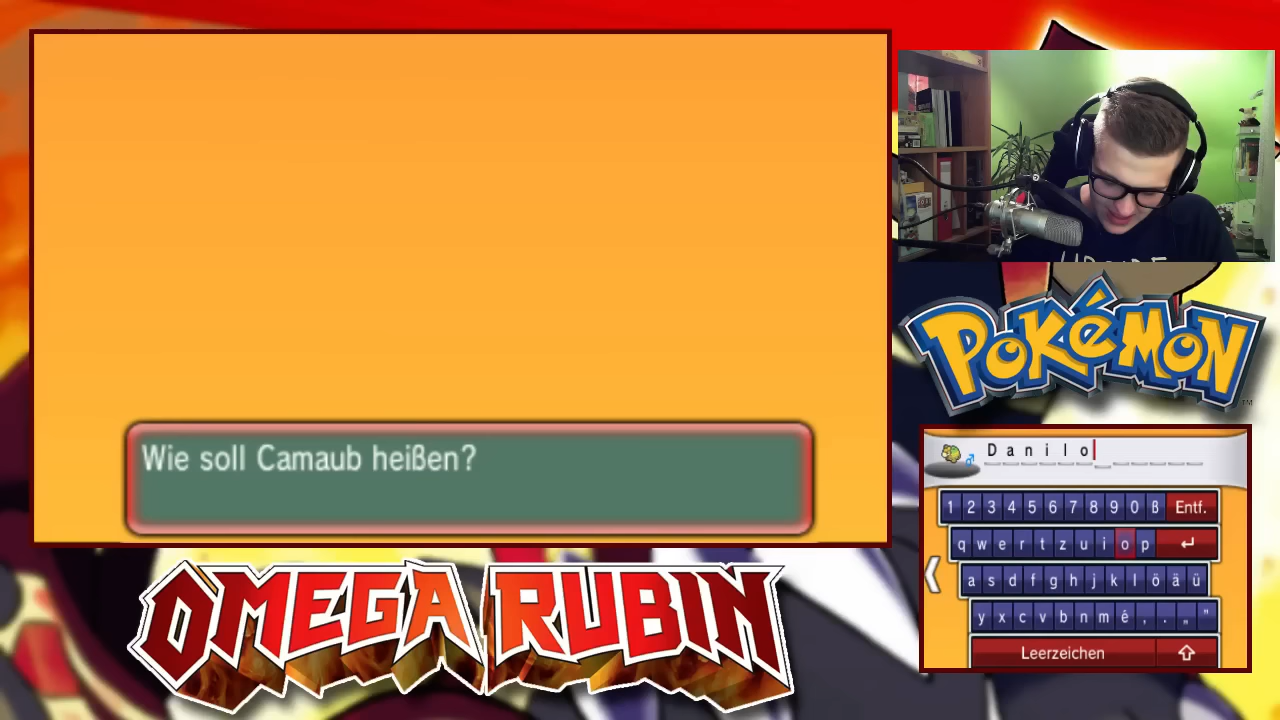 Wie soll Camaub heißen?
POKÉMON
TM
Danilo
1 2 3 4 5 6 7 8 9 0 ß Entf.
q w e r t z u i o p
a s d f g h j k l ö ä ü
y x c v b n m é , . „ "
Leerzeichen
OMEGA RUBIN